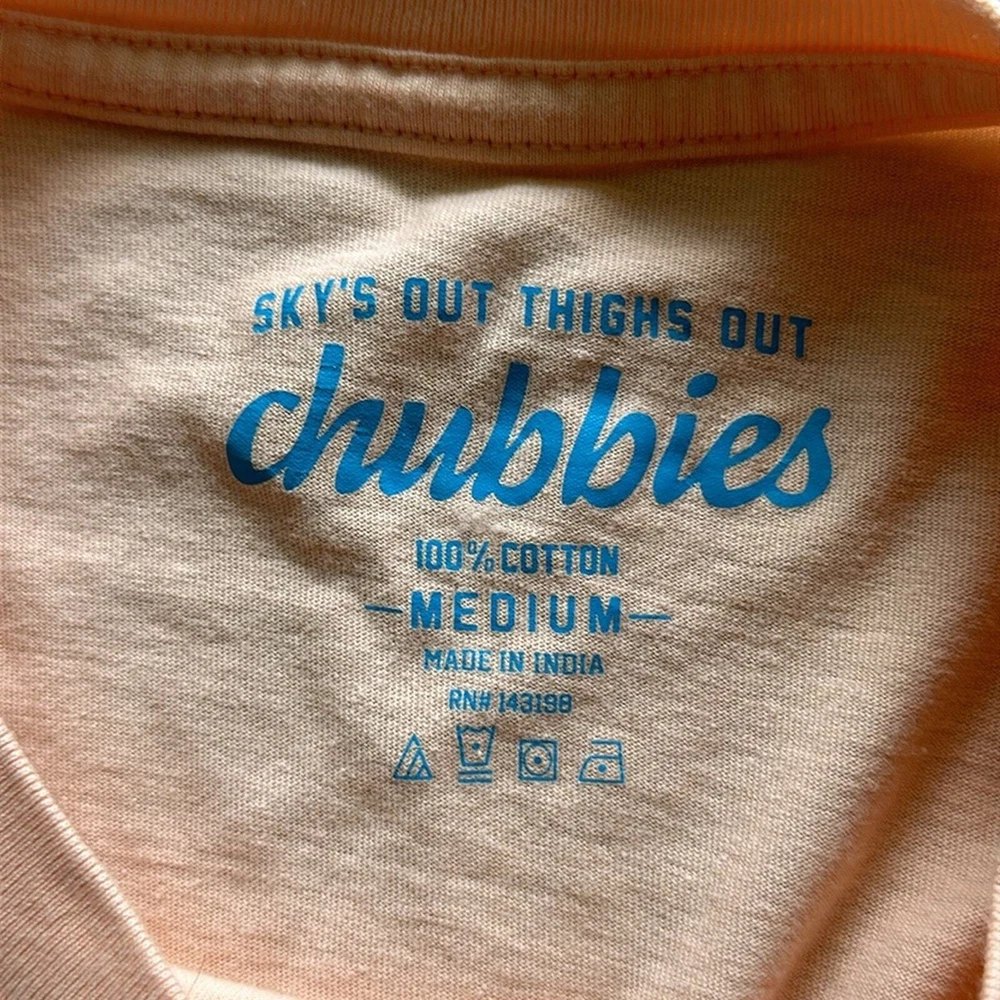 SKY'S OUT THIGHS OUT
chubbies
100% COTTON
—MEDIUM—
MADE IN INDIA
RN# 143198